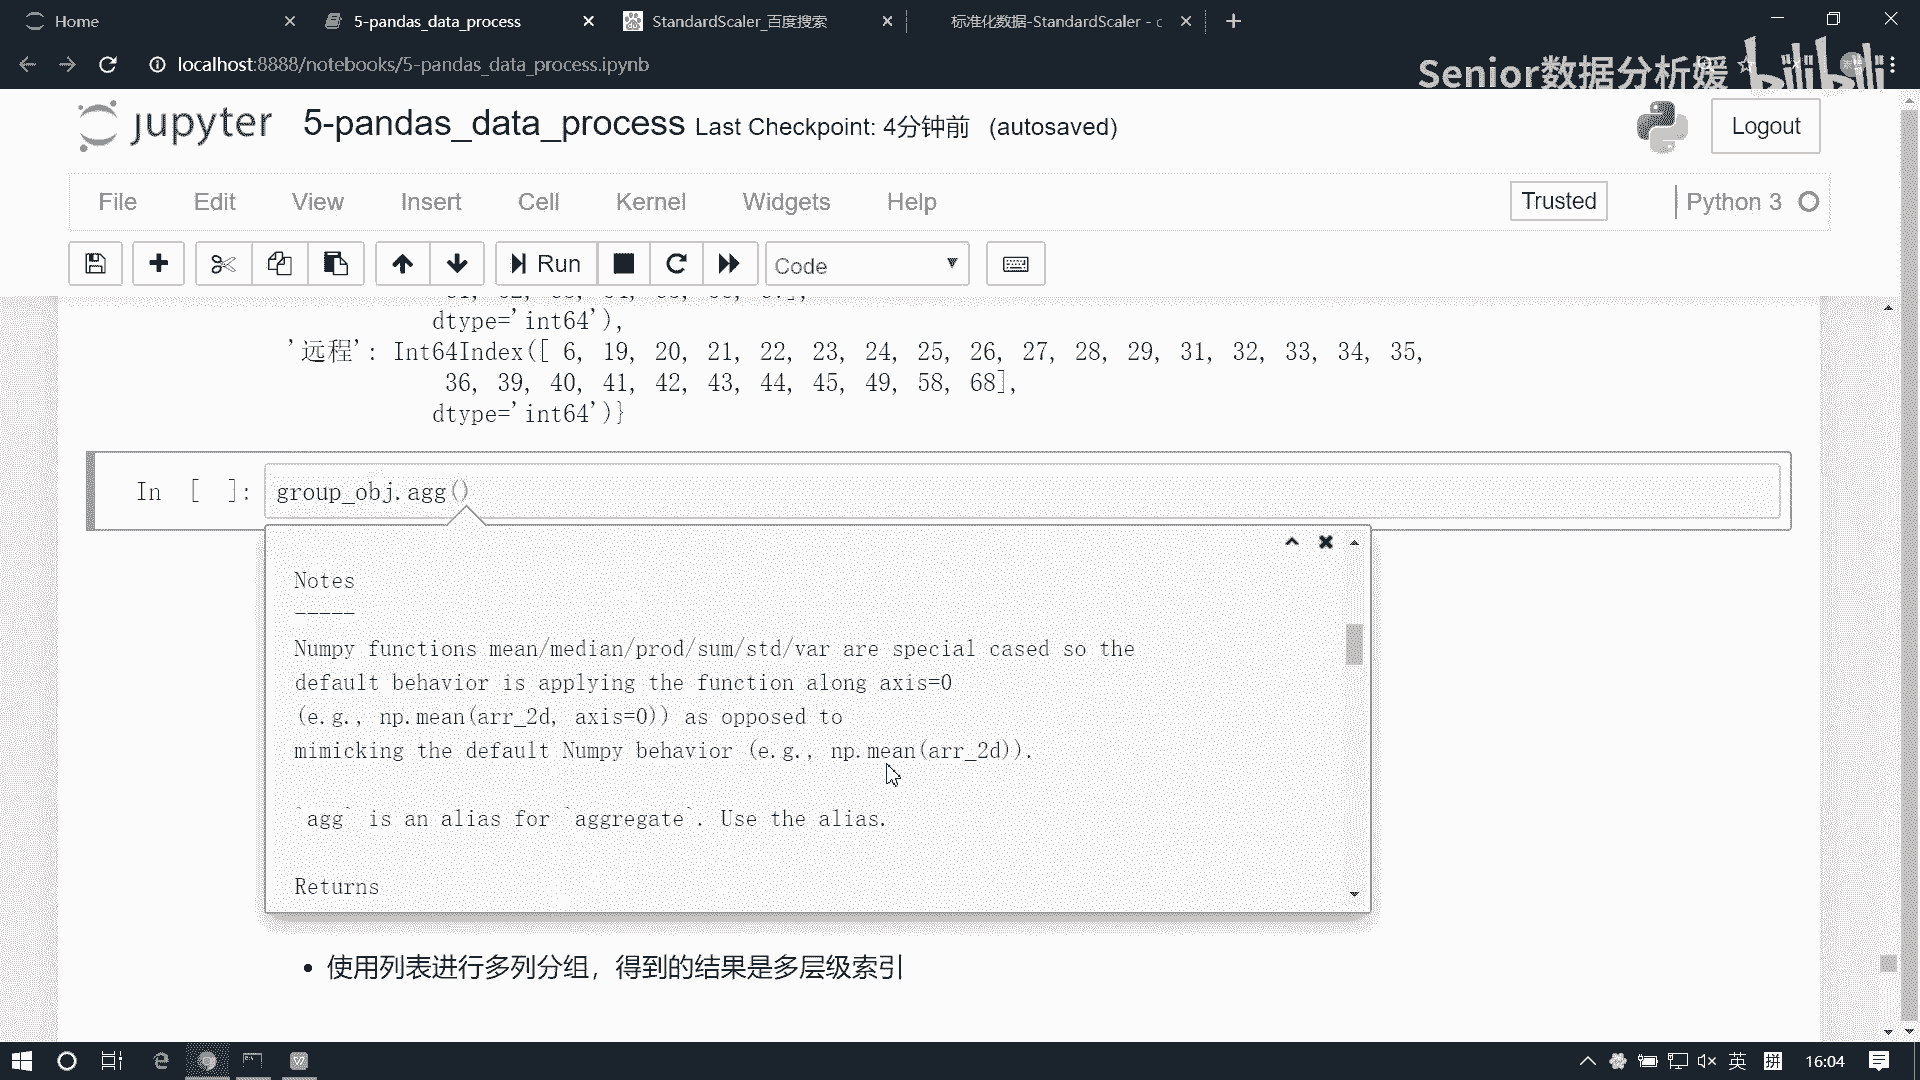 Home
5-pandas_data_process
StandardScaler_百度搜索
标准化数据-StandardScaler - c
localhost:8888/notebooks/5-pandas_data_process.ipynb
Senior数据分析媛
bilibili
jupyter
5-pandas_data_process Last Checkpoint: 4分钟前 (autosaved)
Logout
File Edit View Insert Cell Kernel Widgets Help
Trusted
Python 3
Run
Code
dtype='int64'),
'远程': Int64Index([ 6, 19, 20, 21, 22, 23, 24, 25, 26, 27, 28, 29, 31, 32, 33, 34, 35,
36, 39, 40, 41, 42, 43, 44, 45, 49, 58, 68],
dtype='int64')}
In [ ]: group_obj.agg()
Notes
-----
Numpy functions mean/median/prod/sum/std/var are special cased so the
default behavior is applying the function along axis=0
(e.g., np.mean(arr_2d, axis=0)) as opposed to
mimicking the default Numpy behavior (e.g., np.mean(arr_2d)).
`agg` is an alias for `aggregate`. Use the alias.
Returns
• 使用列表进行多列分组，得到的结果是多层级索引
英
拼
16:04